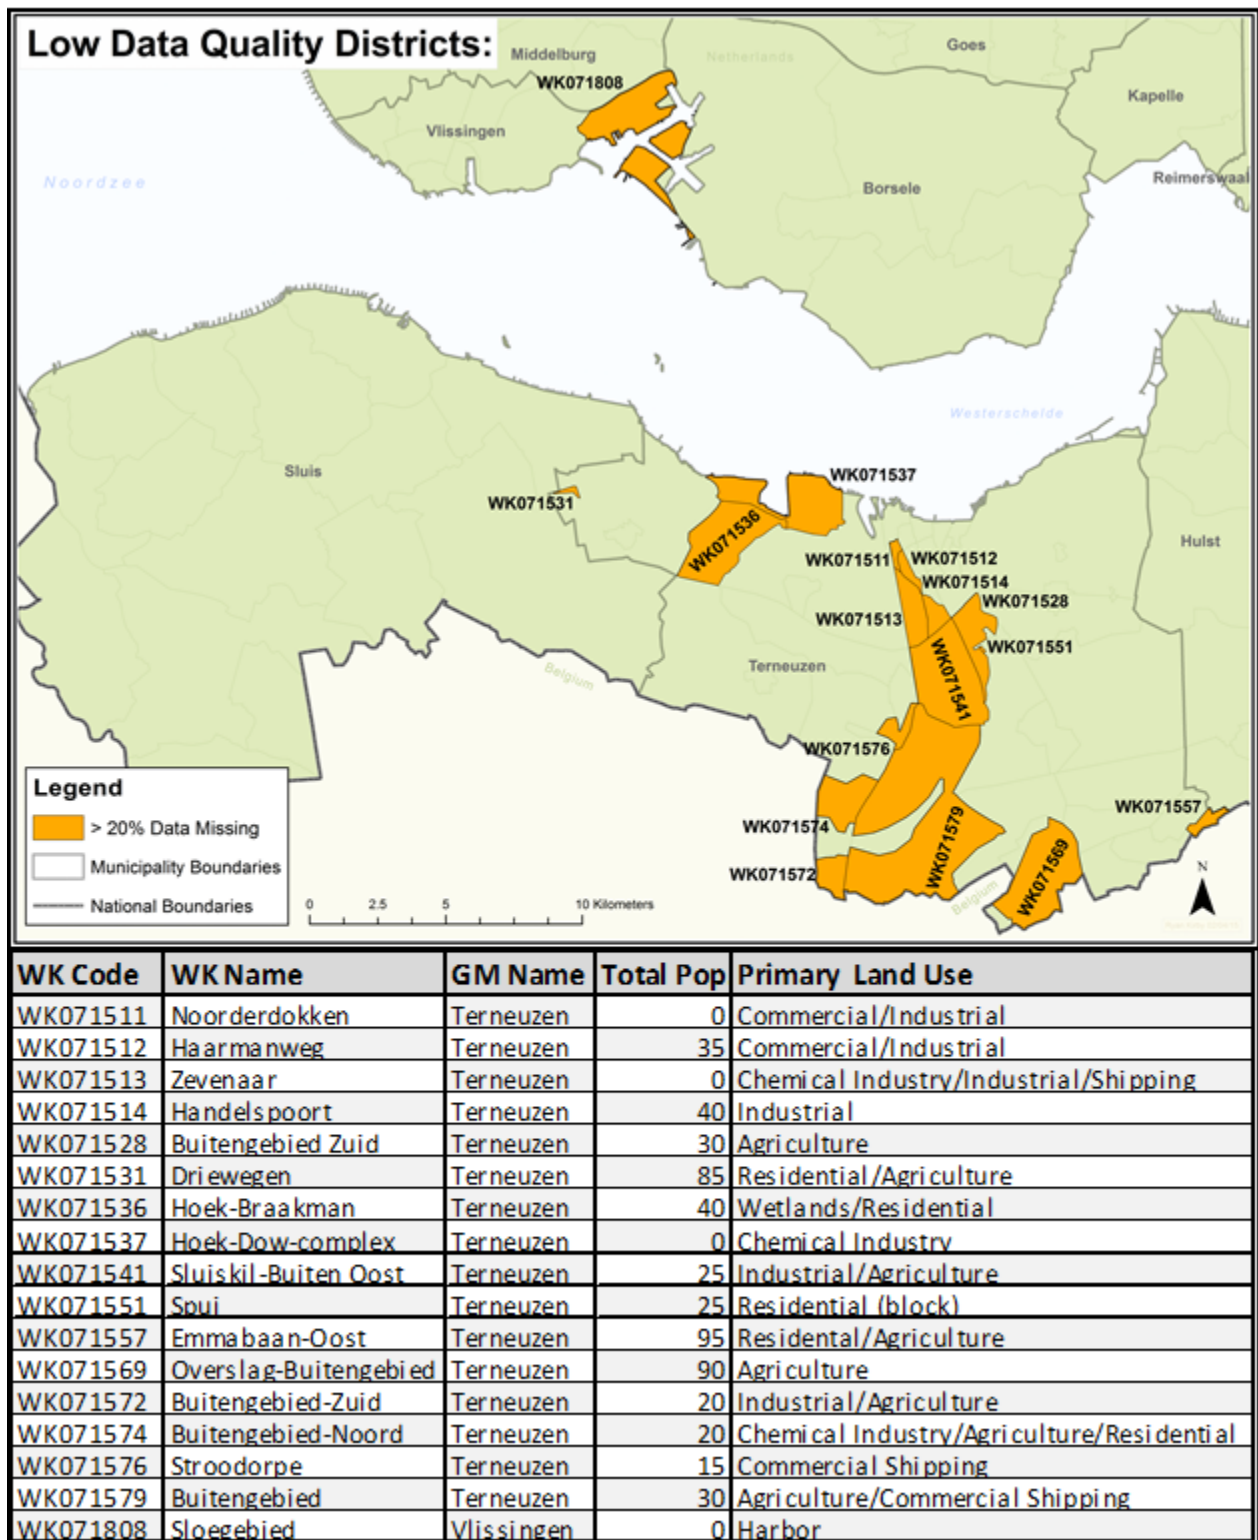 Low Data Quality Districts:
Middelburg
Netherlands
Goes
WK071808
Kapelle
Vlissingen
Noordzee
Reimerswaal
Borsele
Westerschelde
Sluis
WK071537
WK071531
WK071536
Hulst
WK071511
WK071512
WK071514
WK071528
WK071513
WK071551
Terneuzen
WK071541
Belgium
WK071576
WK071557
WK071574
WK071579
WK071572
WK071569
Belgium
N
Legend
> 20% Data Missing
Municipality Boundaries
National Boundaries
0 2.5 5 10 Kilometers
WK Code WK Name GM Name Total Pop Primary Land Use
WK071511 Noorderdokken Terneuzen 0 Commercial/Industrial
WK071512 Haarmanweg Terneuzen 35 Commercial/Industrial
WK071513 Zevenaar Terneuzen 0 Chemical Industry/Industrial/Shipping
WK071514 Handelspoort Terneuzen 40 Industrial
WK071528 Buitengebied Zuid Terneuzen 30 Agriculture
WK071531 Driewegen Terneuzen 85 Residential/Agriculture
WK071536 Hoek-Braakman Terneuzen 40 Wetlands/Residential
WK071537 Hoek-Dow-complex Terneuzen 0 Chemical Industry
WK071541 Sluiskil-Buiten Oost Terneuzen 25 Industrial/Agriculture
WK071551 Spui Terneuzen 25 Residential (block)
WK071557 Emmabaan-Oost Terneuzen 95 Residental/Agriculture
WK071569 Overslag-Buitengebied Terneuzen 90 Agriculture
WK071572 Buitengebied-Zuid Terneuzen 20 Industrial/Agriculture
WK071574 Buitengebied-Noord Terneuzen 20 Chemical Industry/Agriculture/Residential
WK071576 Stroodorpe Terneuzen 15 Commercial Shipping
WK071579 Buitengebied Terneuzen 30 Agriculture/Commercial Shipping
WK071808 Sloegebied Vlissingen 0 Harbor